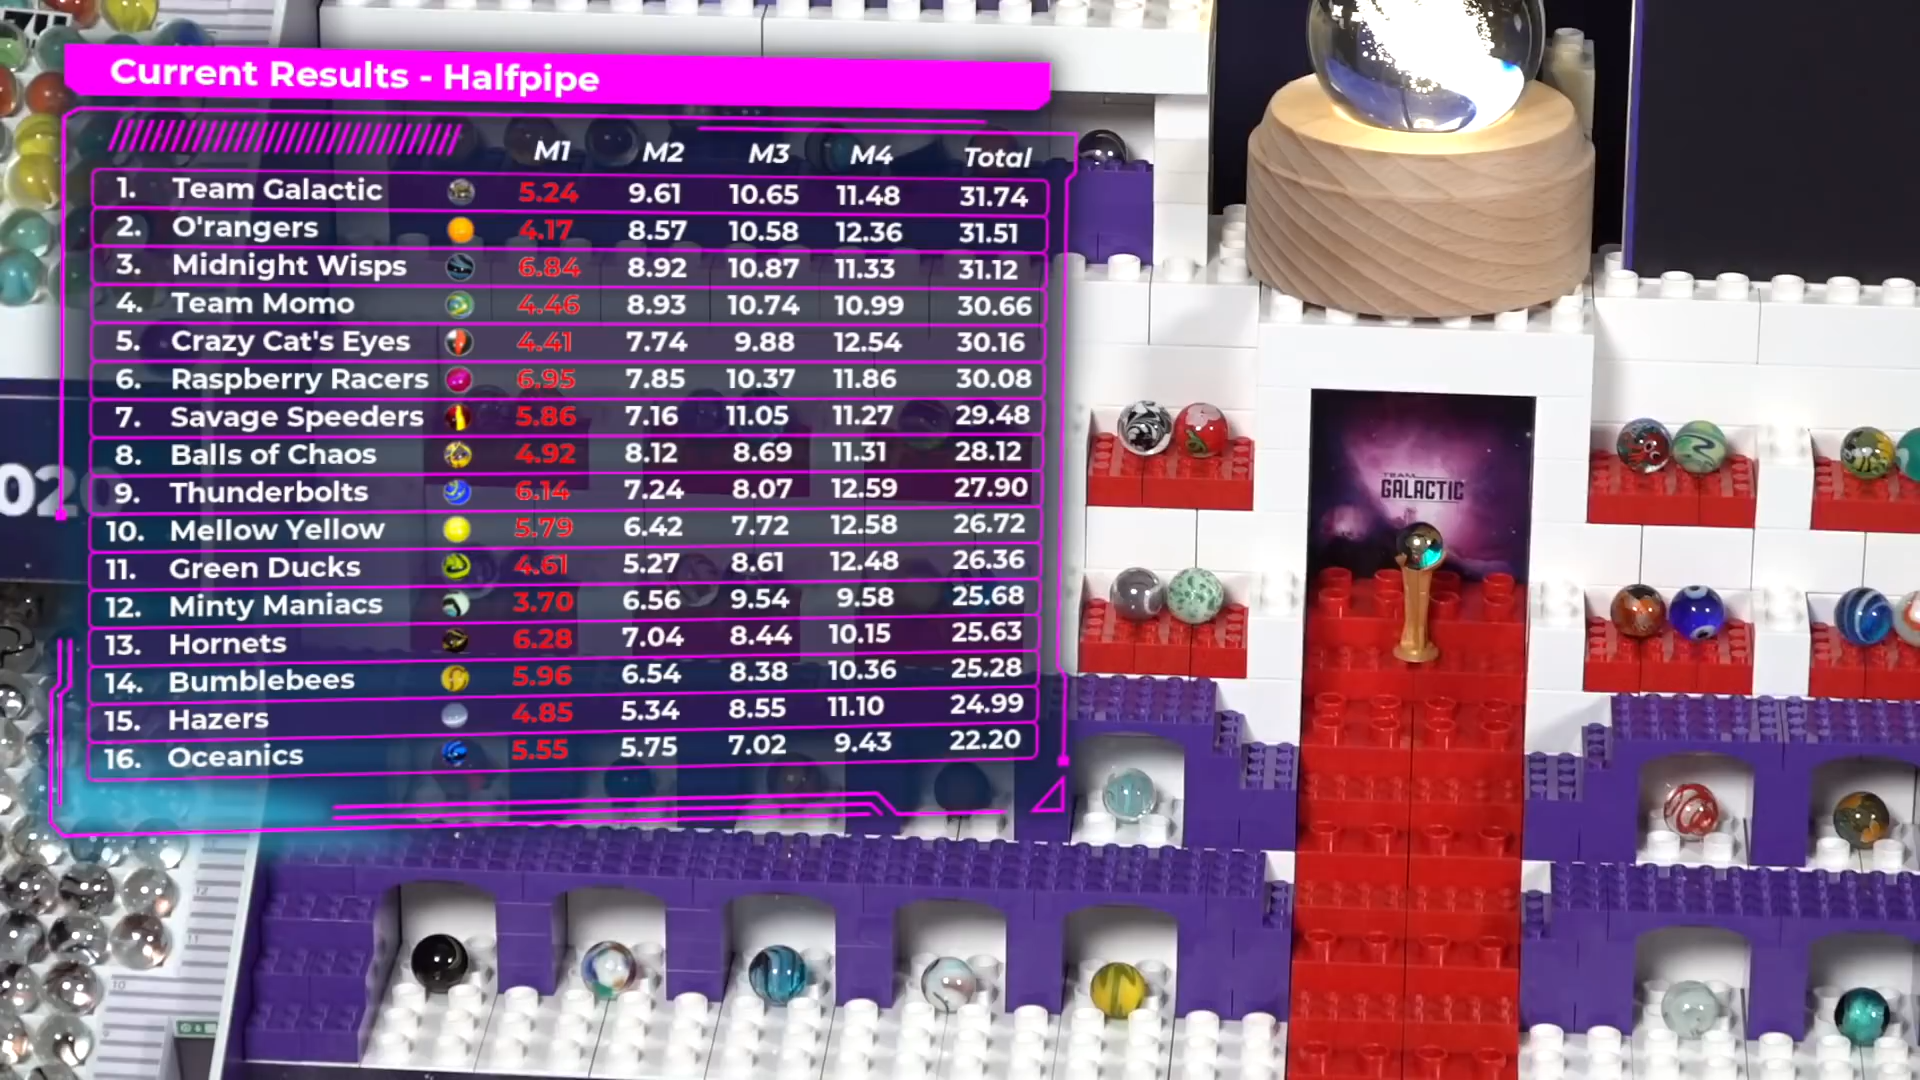 Current Results - Halfpipe
M1 M2 M3 M4 Total
1. Team Galactic 5.24 9.61 10.65 11.48 31.74
2. O'rangers 4.17 8.57 10.58 12.36 31.51
3. Midnight Wisps 6.84 8.92 10.87 11.33 31.12
4. Team Momo 4.46 8.93 10.74 10.99 30.66
5. Crazy Cat's Eyes 4.41 7.74 9.88 12.54 30.16
6. Raspberry Racers 6.95 7.85 10.37 11.86 30.08
7. Savage Speeders 5.86 7.16 11.05 11.27 29.48
8. Balls of Chaos 4.92 8.12 8.69 11.31 28.12
9. Thunderbolts 6.14 7.24 8.07 12.59 27.90
10. Mellow Yellow 5.79 6.42 7.72 12.58 26.72
11. Green Ducks 4.61 5.27 8.61 12.48 26.36
12. Minty Maniacs 3.70 6.56 9.54 9.58 25.68
13. Hornets 6.28 7.04 8.44 10.15 25.63
14. Bumblebees 5.96 6.54 8.38 10.36 25.28
15. Hazers 4.85 5.34 8.55 11.10 24.99
16. Oceanics 5.55 5.75 7.02 9.43 22.20
TEAM
GALACTIC
020
12
11
10